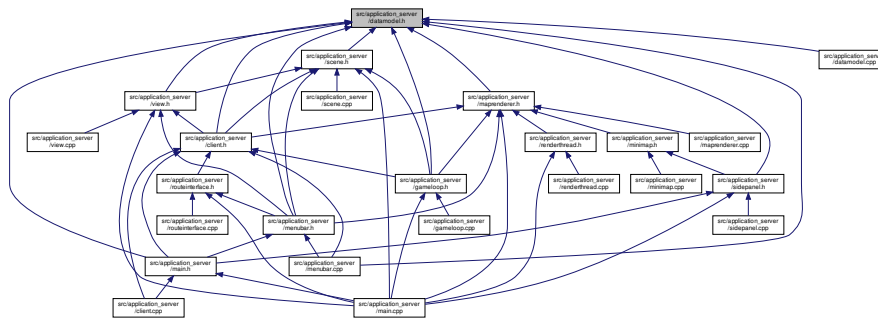 src/application_server
/datamodel.h
src/application_server
/scene.h
src/application_server
/datamodel.cpp
src/application_server
/view.h
src/application_server
/scene.cpp
src/application_server
/maprenderer.h
src/application_server
/view.cpp
src/application_server
/client.h
src/application_server
/renderthread.h
src/application_server
/minimap.h
src/application_server
/maprenderer.cpp
src/application_server
/routeinterface.h
src/application_server
/gameloop.h
src/application_server
/renderthread.cpp
src/application_server
/minimap.cpp
src/application_server
/sidepanel.h
src/application_server
/routeinterface.cpp
src/application_server
/menubar.h
src/application_server
/gameloop.cpp
src/application_server
/sidepanel.cpp
src/application_server
/main.h
src/application_server
/menubar.cpp
src/application_server
/client.cpp
src/application_server
/main.cpp